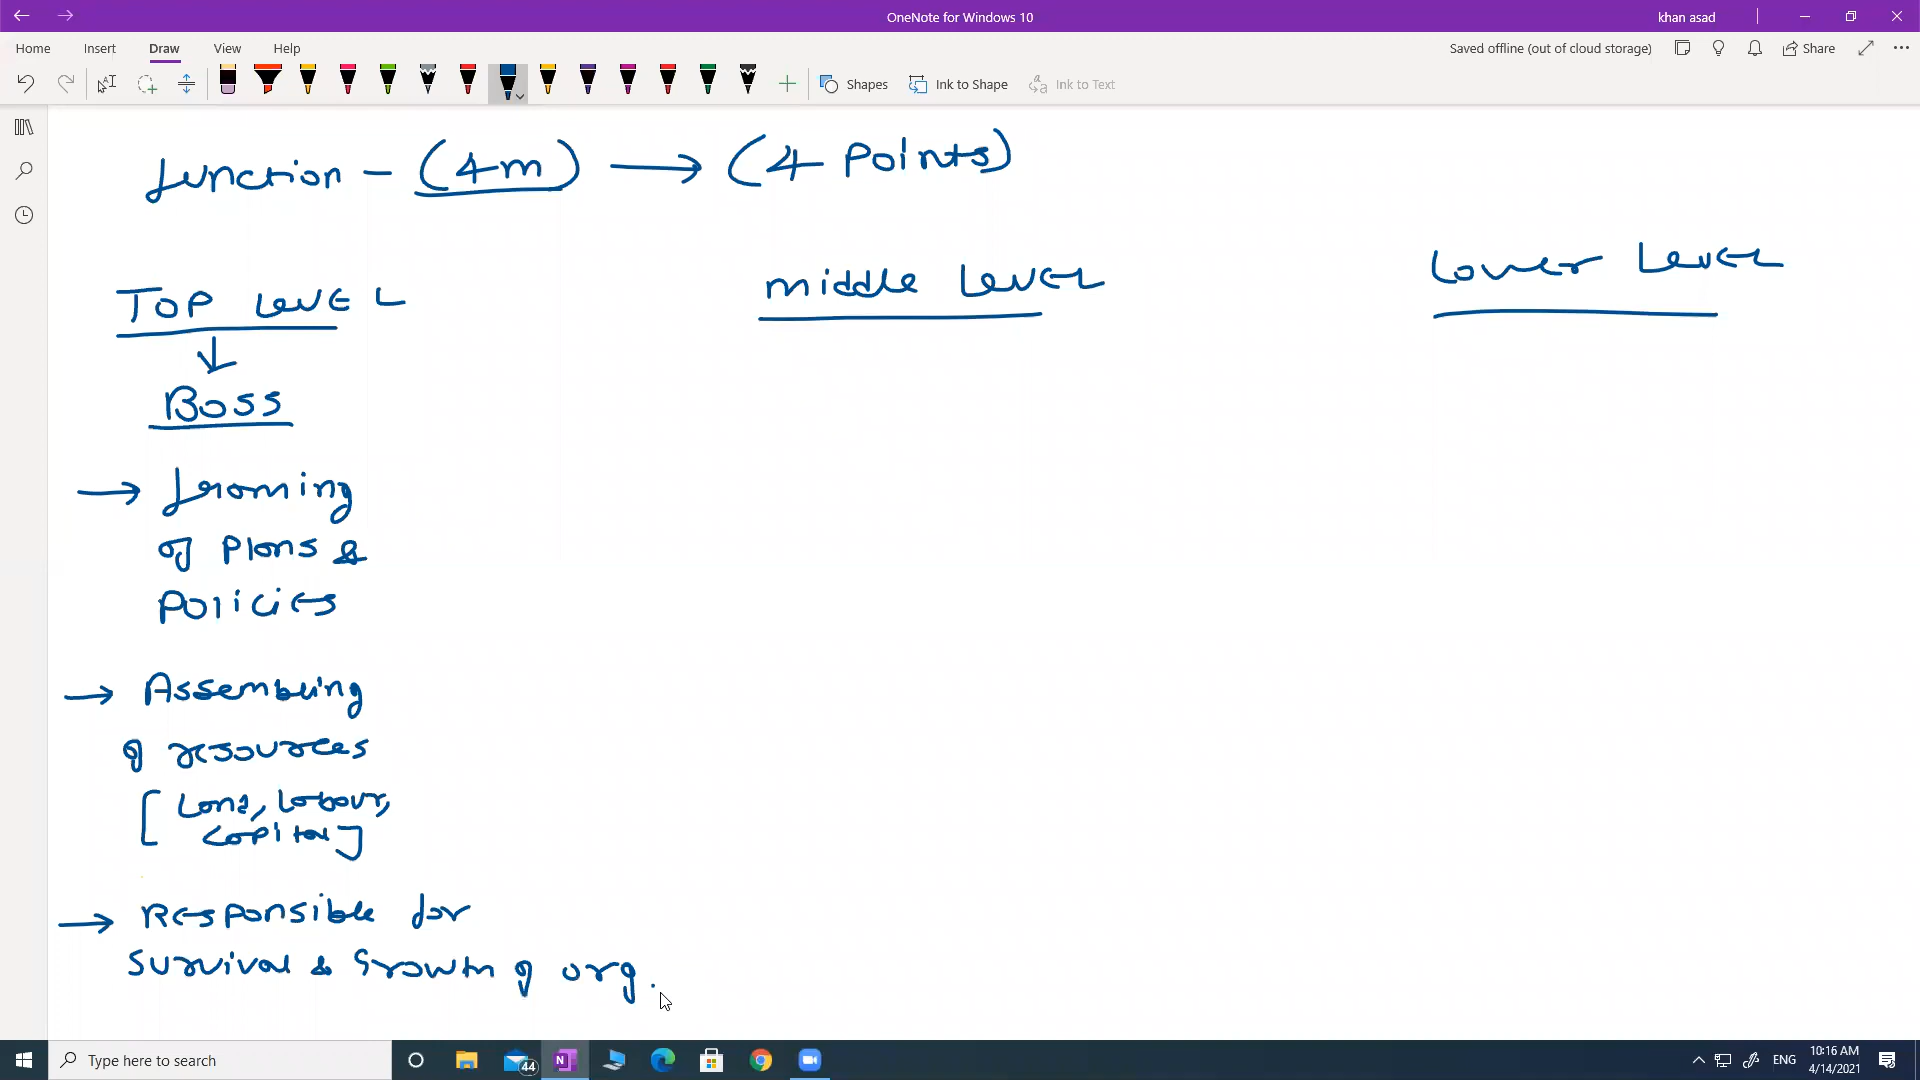 OneNote for Windows 10
khan asad
Home Insert Draw View Help
Saved offline (out of cloud storage)
Share
Shapes
Ink to Shape
Ink to Text
function - (4m) → (4 Points)
TOP LEVEL
middle LEVEL
Lower LEVEL
BOSS
→ framing
of Plans &
Policies
→ Assembling
of resources
[Land, Labour,
Capital]
→ Responsible for
Survival & Growth of org.
Type here to search
44
ENG
10:16 AM
4/14/2021